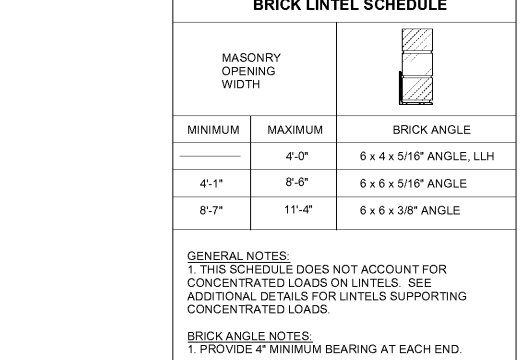 BRICK LINTEL SCHEDULE
MASONRY
OPENING
WIDTH
MINIMUM MAXIMUM BRICK ANGLE
4'-0" 6 x 4 x 5/16" ANGLE, LLH
4'-1" 8'-6" 6 x 6 x 5/16" ANGLE
8'-7" 11'-4" 6 x 6 x 3/8" ANGLE
GENERAL NOTES:
1. THIS SCHEDULE DOES NOT ACCOUNT FOR
CONCENTRATED LOADS ON LINTELS. SEE
ADDITIONAL DETAILS FOR LINTELS SUPPORTING
CONCENTRATED LOADS.
BRICK ANGLE NOTES:
1. PROVIDE 4" MINIMUM BEARING AT EACH END.